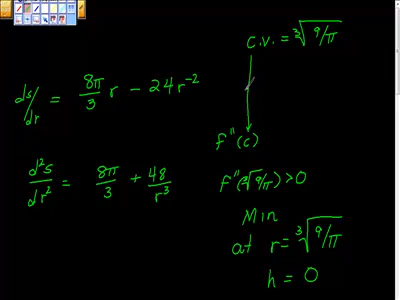 c.v. = ∛9/π
ds/dr = 8π/3 r - 24r⁻²
f"(c)
d²s/dr² = 8π/3 + 48/r³
f"(∛9/π) > 0
Min
at r = ∛9/π
h = 0